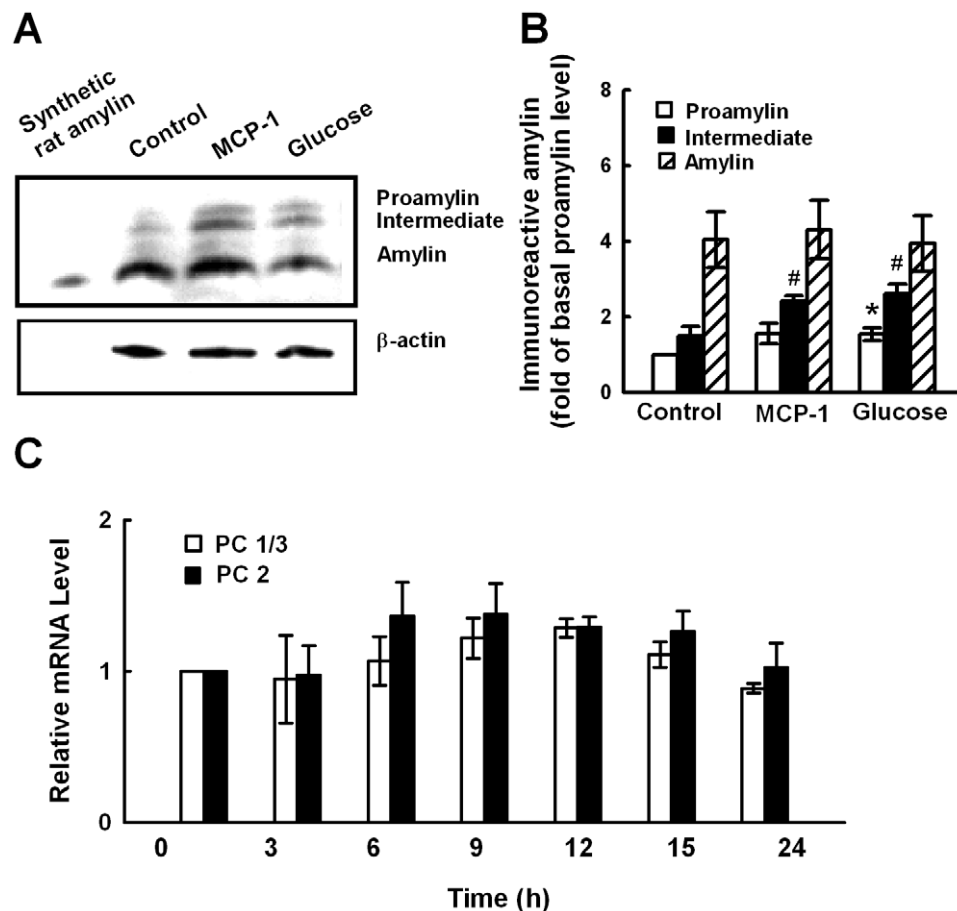 A
Synthetic
rat amylin
Control
MCP-1
Glucose
Proamylin
Intermediate
Amylin
β-actin
B
Immunoreactive amylin
(fold of basal proamylin level)
8
6
4
2
0
Proamylin
Intermediate
Amylin
#
#
*
Control MCP-1 Glucose
C
Relative mRNA Level
2
1
0
PC 1/3
PC 2
0 3 6 9 12 15 24
Time (h)